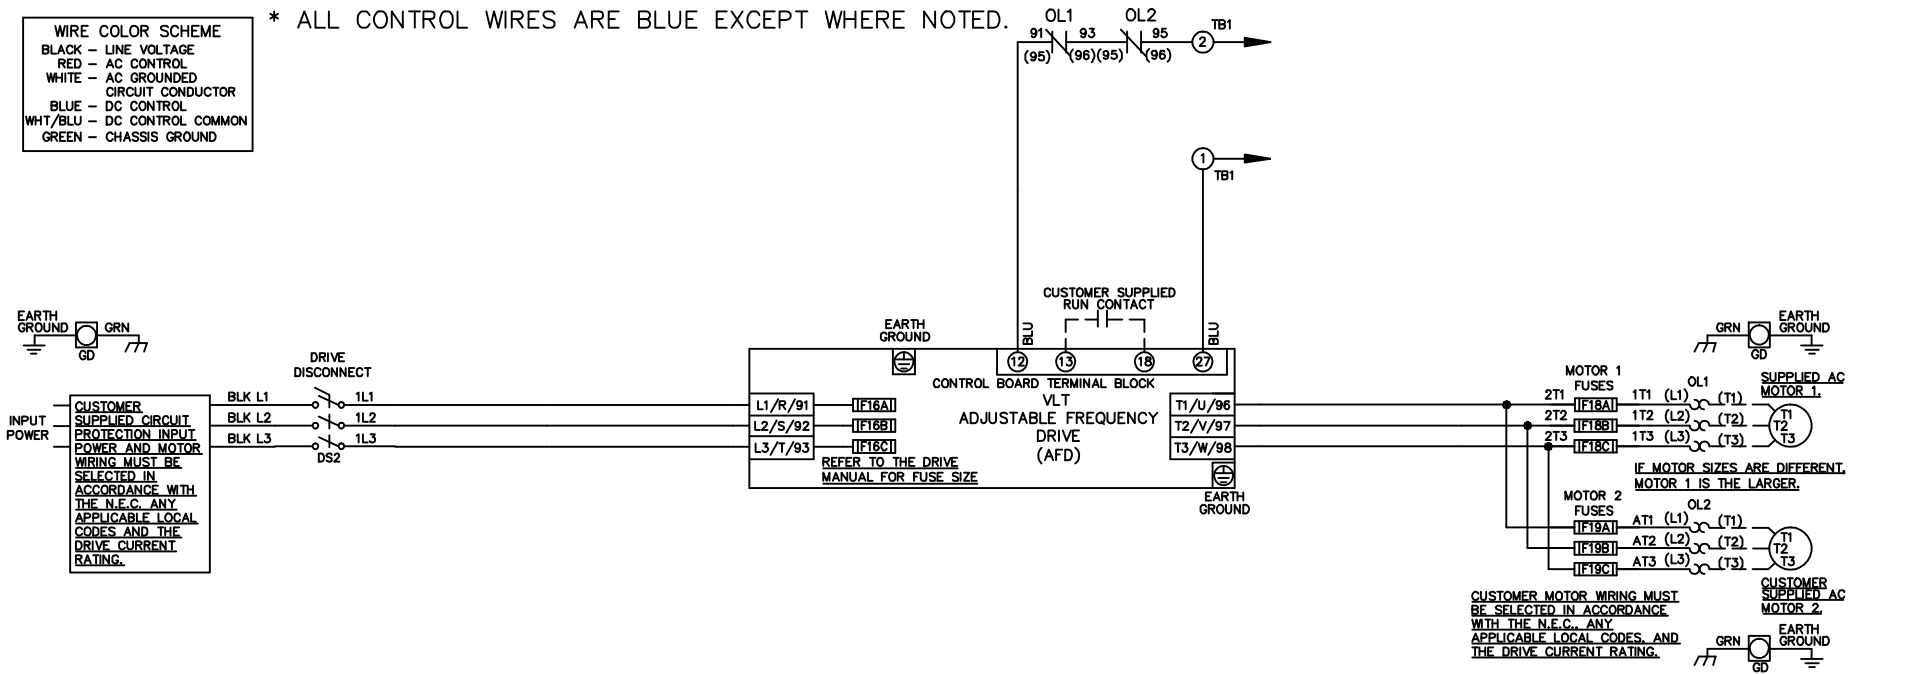 * ALL CONTROL WIRES ARE BLUE EXCEPT WHERE NOTED.
WIRE COLOR SCHEME
BLACK – LINE VOLTAGE
RED – AC CONTROL
WHITE – AC GROUNDED
CIRCUIT CONDUCTOR
BLUE – DC CONTROL
WHT/BLU – DC CONTROL COMMON
GREEN – CHASSIS GROUND
OL1
OL2
TB1
91
93
95
2
(95)
(96)
(95)
(96)
1
TB1
CUSTOMER SUPPLIED
RUN CONTACT
BLU
BLU
12
13
18
27
CONTROL BOARD TERMINAL BLOCK
VLT
ADJUSTABLE FREQUENCY
DRIVE
(AFD)
EARTH
GROUND
L1/R/91
L2/S/92
L3/T/93
F16A
F16B
F16C
REFER TO THE DRIVE
MANUAL FOR FUSE SIZE
T1/U/96
T2/V/97
T3/W/98
EARTH
GROUND
EARTH
GROUND
GRN
GD
DRIVE
DISCONNECT
INPUT
POWER
CUSTOMER
SUPPLIED CIRCUIT
PROTECTION INPUT
POWER AND MOTOR
WIRING MUST BE
SELECTED IN
ACCORDANCE WITH
THE N.E.C. ANY
APPLICABLE LOCAL
CODES AND THE
DRIVE CURRENT
RATING.
BLK L1
BLK L2
BLK L3
1L1
1L2
1L3
DS2
GRN
EARTH
GROUND
GD
MOTOR 1
FUSES
2T1
2T2
2T3
F18A
F18B
F18C
1T1
1T2
1T3
(L1)
(L2)
(L3)
OL1
(T1)
(T2)
(T3)
SUPPLIED AC
MOTOR 1.
T1
T2
T3
IF MOTOR SIZES ARE DIFFERENT,
MOTOR 1 IS THE LARGER.
MOTOR 2
FUSES
F19A
F19B
F19C
AT1
AT2
AT3
(L1)
(L2)
(L3)
OL2
(T1)
(T2)
(T3)
T1
T2
T3
CUSTOMER
SUPPLIED AC
MOTOR 2.
CUSTOMER MOTOR WIRING MUST
BE SELECTED IN ACCORDANCE
WITH THE N.E.C., ANY
APPLICABLE LOCAL CODES, AND
THE DRIVE CURRENT RATING.
GRN
EARTH
GROUND
GD